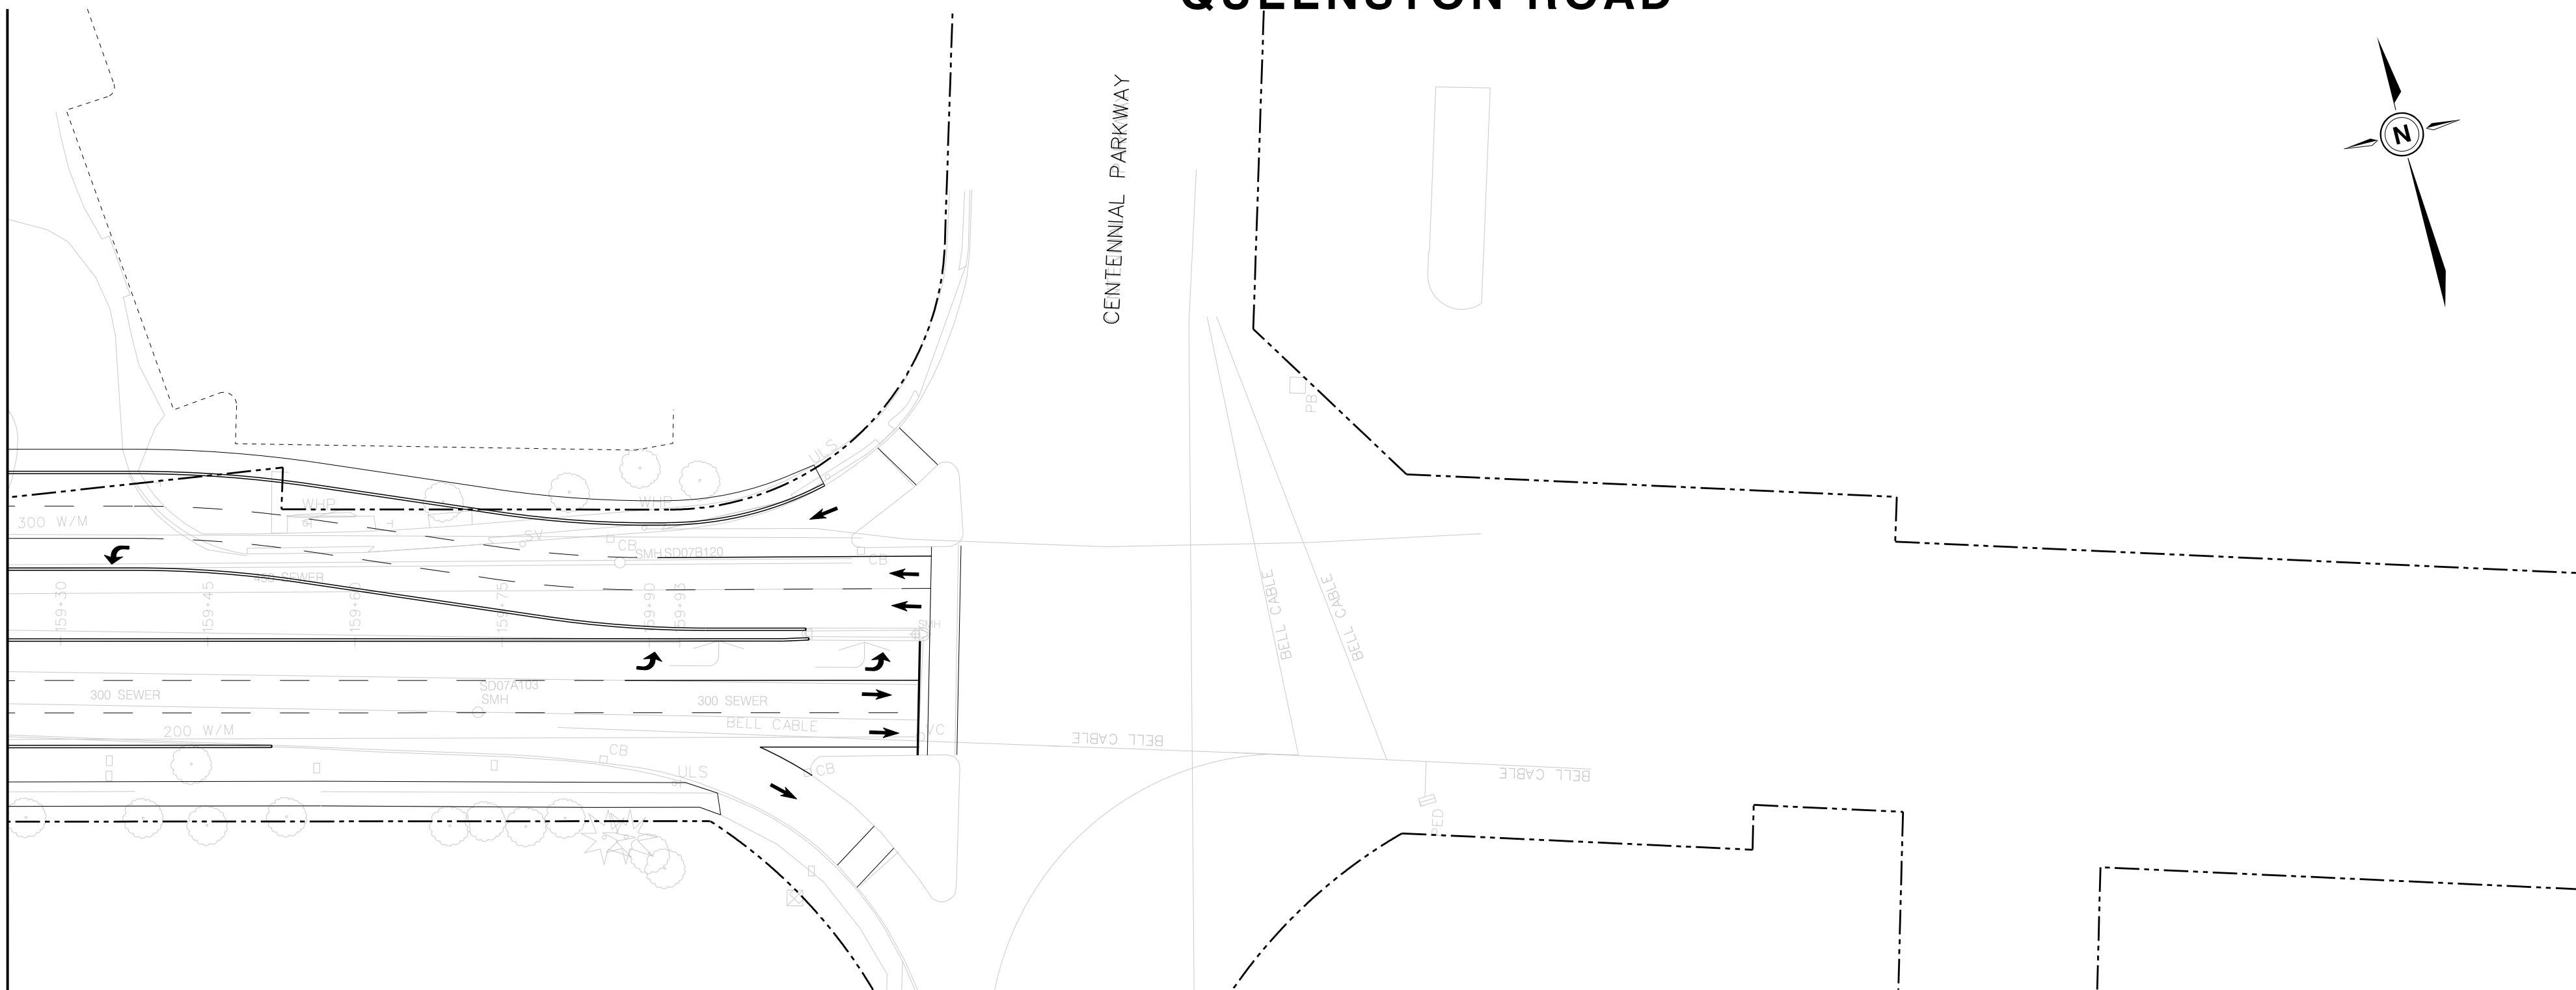 QUEENSTON ROAD
N
CENTENNIAL PARKWAY
PB
ULS
WHP
WHP
300 W/M
SV
CB
SMH SD07B120
CB
450 SEWER
159+30
159+45
159+60
159+75
159+90
159+93
SMH
BELL CABLE
BELL CABLE
300 SEWER
SD07A103
SMH
300 SEWER
BELL CABLE
VC
200 W/M
CB
BELL CABLE
ULS
CB
BELL CABLE
PED